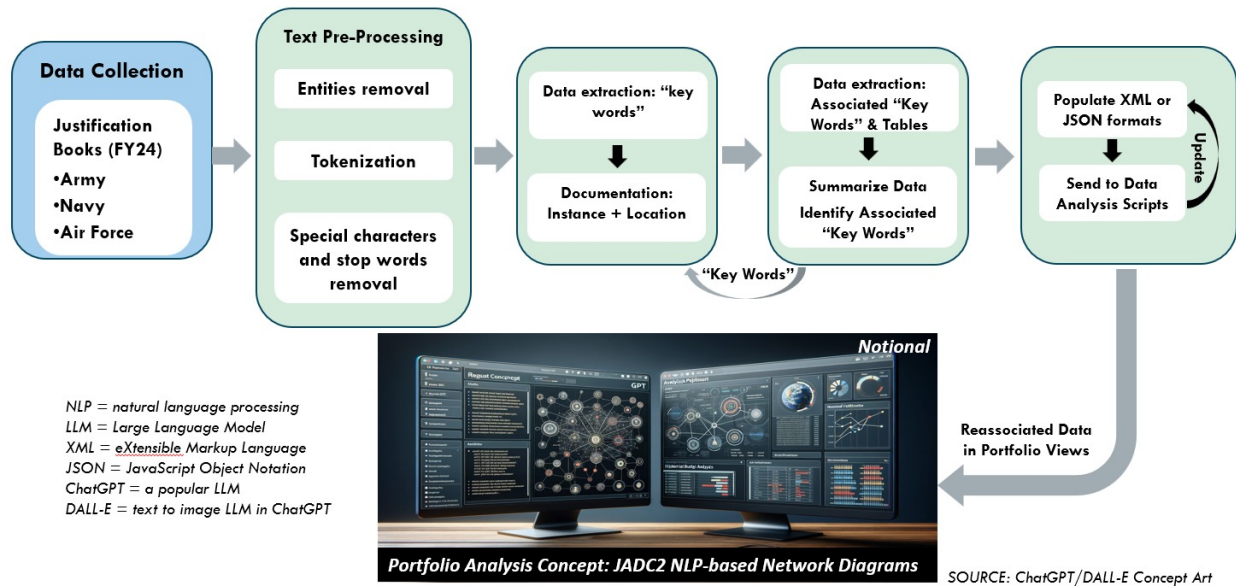 Data Collection
Justification
Books (FY24)
•Army
•Navy
•Air Force
Text Pre-Processing
Entities removal
Tokenization
Special characters
and stop words
removal
Data extraction: “key
words”
Documentation:
Instance + Location
Data extraction:
Associated “Key
Words” & Tables
Summarize Data
Identify Associated
“Key Words”
“Key Words”
Populate XML or
JSON formats
Send to Data
Analysis Scripts
Update
Reassociated Data
in Portfolio Views
Notional
GPT
Portfolio Analysis Concept: JADC2 NLP-based Network Diagrams
NLP = natural language processing
LLM = Large Language Model
XML = eXtensible Markup Language
JSON = JavaScript Object Notation
ChatGPT = a popular LLM
DALL-E = text to image LLM in ChatGPT
SOURCE: ChatGPT/DALL-E Concept Art